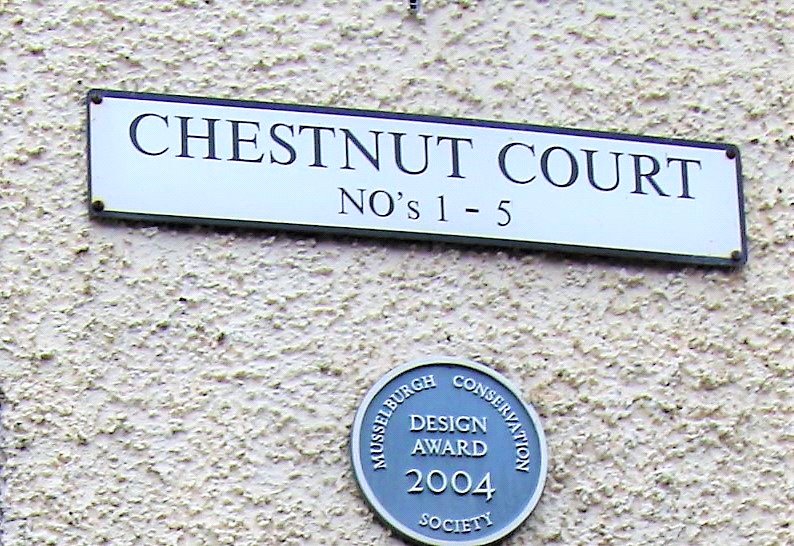 CHESTNUT COURT
NO's 1 - 5
MUSSELBURGH CONSERVATION
DESIGN
AWARD
2004
SOCIETY